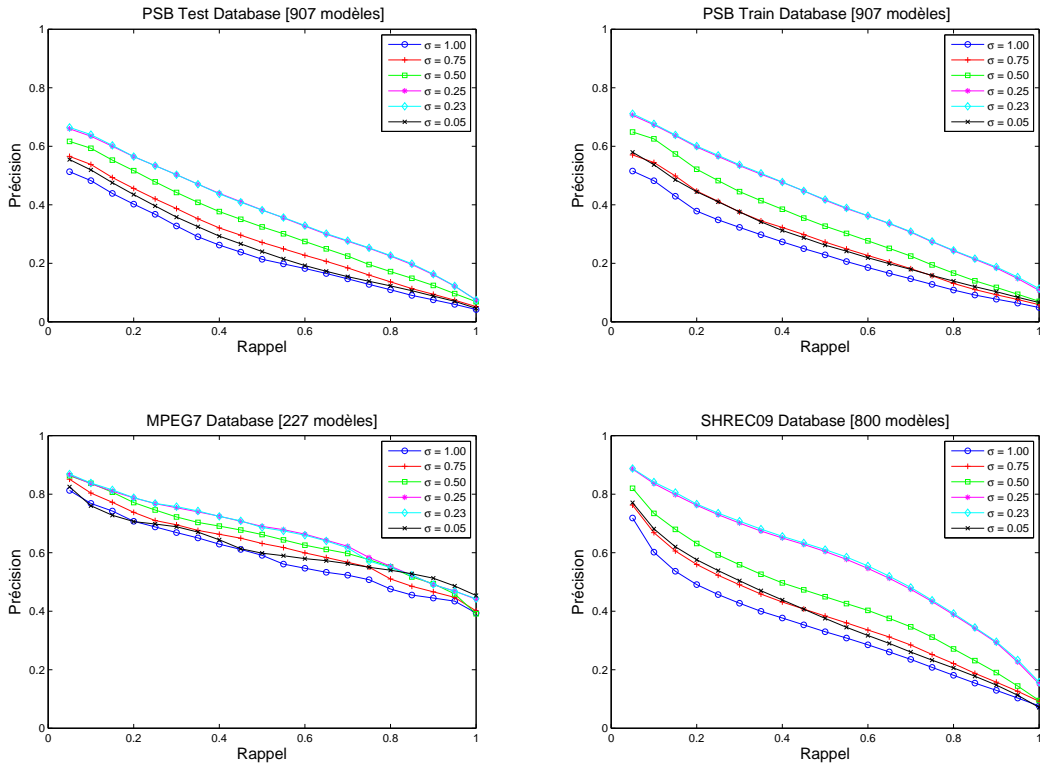 PSB Test Database [907 modèles]
1
0.8
0.6
0.4
0.2
0
Précision
0 0.2 0.4 0.6 0.8 1
Rappel
σ = 1.00
σ = 0.75
σ = 0.50
σ = 0.25
σ = 0.23
σ = 0.05
PSB Train Database [907 modèles]
1
0.8
0.6
0.4
0.2
0
Précision
0 0.2 0.4 0.6 0.8 1
Rappel
σ = 1.00
σ = 0.75
σ = 0.50
σ = 0.25
σ = 0.23
σ = 0.05
MPEG7 Database [227 modèles]
1
0.8
0.6
0.4
0.2
0
Précision
0 0.2 0.4 0.6 0.8 1
Rappel
σ = 1.00
σ = 0.75
σ = 0.50
σ = 0.25
σ = 0.23
σ = 0.05
SHREC09 Database [800 modèles]
1
0.8
0.6
0.4
0.2
0
Précision
0 0.2 0.4 0.6 0.8 1
Rappel
σ = 1.00
σ = 0.75
σ = 0.50
σ = 0.25
σ = 0.23
σ = 0.05